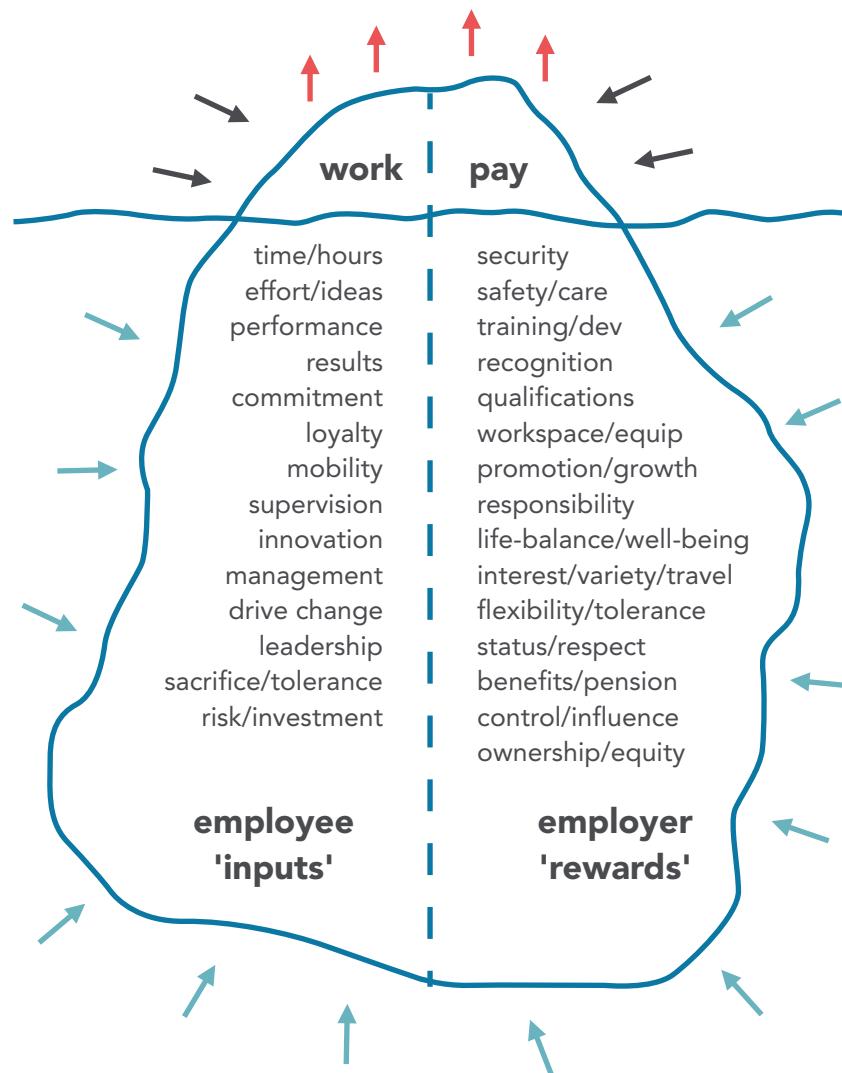 work
pay
time/hours
effort/ideas
performance
results
commitment
loyalty
mobility
supervision
innovation
management
drive change
leadership
sacrifice/tolerance
risk/investment
employee
'inputs'
security
safety/care
training/dev
recognition
qualifications
workspace/equip
promotion/growth
responsibility
life-balance/well-being
interest/variety/travel
flexibility/tolerance
status/respect
benefits/pension
control/influence
ownership/equity
employer
'rewards'